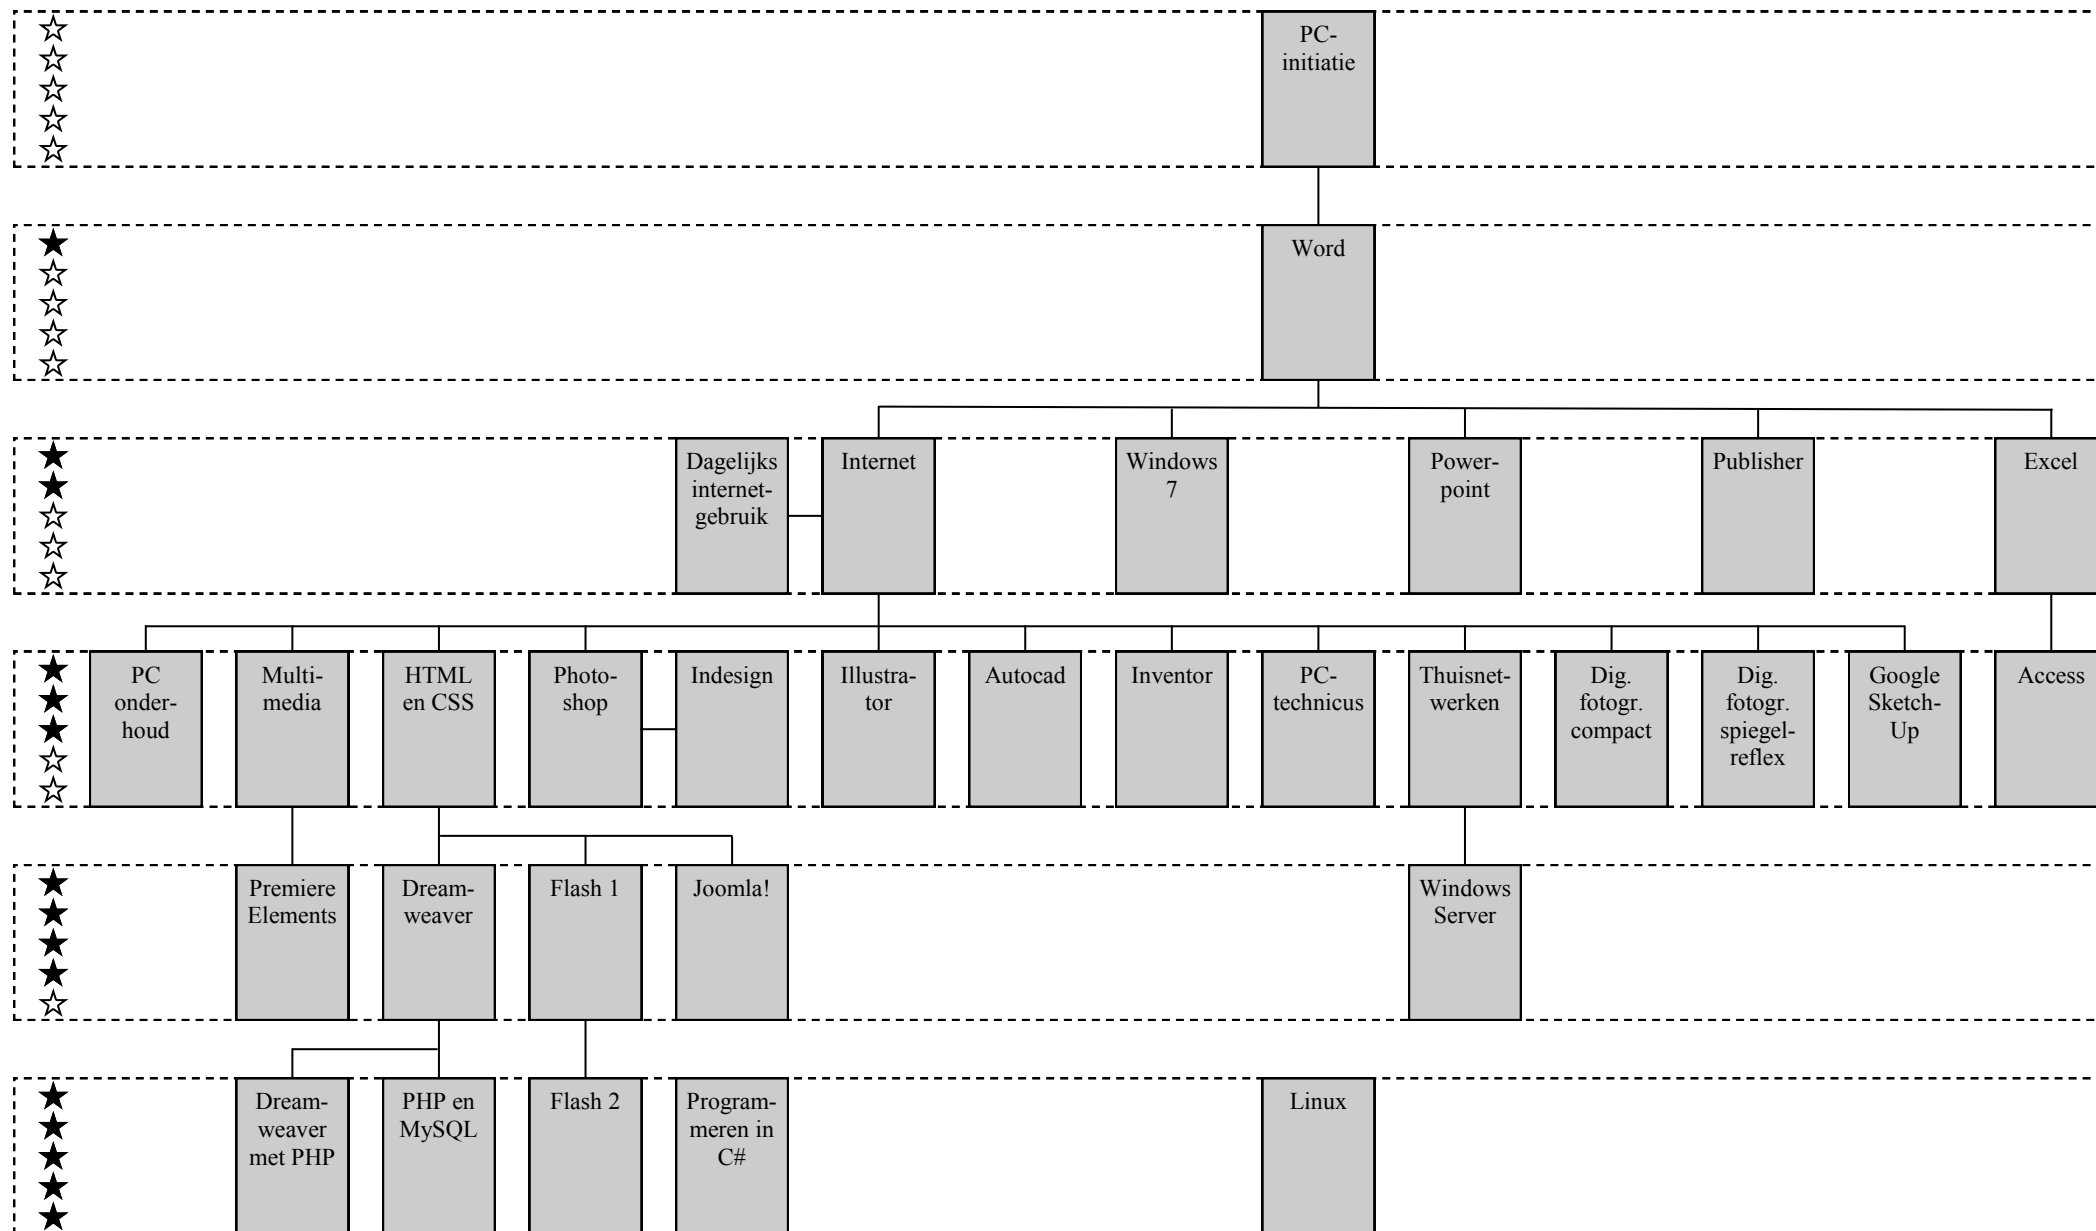 PC-
initiatie
Word
Dagelijks
internet-
gebruik
Internet
Windows
7
Power-
point
Publisher
Excel
PC
onder-
houd
Multi-
media
HTML
en CSS
Photo-
shop
Indesign
Illustra-
tor
Autocad
Inventor
PC-
technicus
Thuisnet-
werken
Dig.
fotogr.
compact
Dig.
fotogr.
spiegel-
reflex
Google
Sketch-
Up
Access
Premiere
Elements
Dream-
weaver
Flash 1
Joomla!
Windows
Server
Dream-
weaver
met PHP
PHP en
MySQL
Flash 2
Program-
meren in
C#
Linux